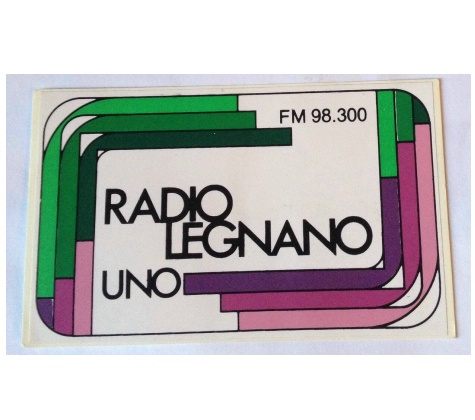 FM 98.300
RADIO
LEGNANO
UNO